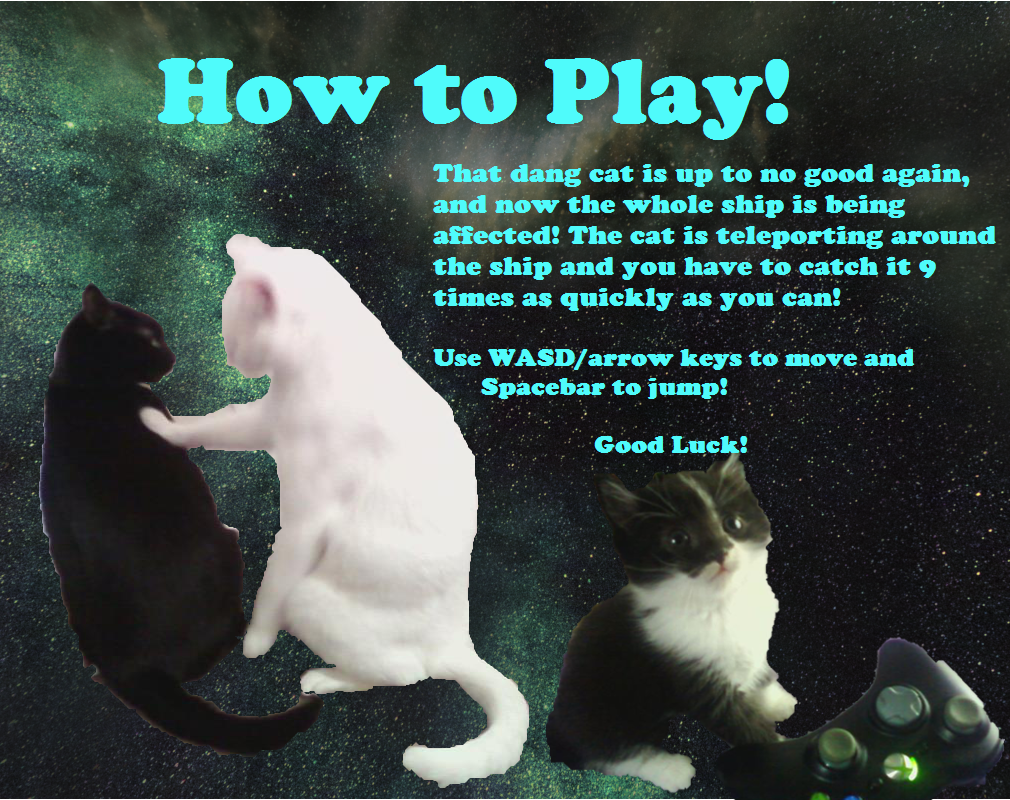 How to Play!
That dang cat is up to no good again,
and now the whole ship is being
affected! The cat is teleporting around
the ship and you have to catch it 9
times as quickly as you can!
Use WASD/arrow keys to move and
Spacebar to jump!
Good Luck!